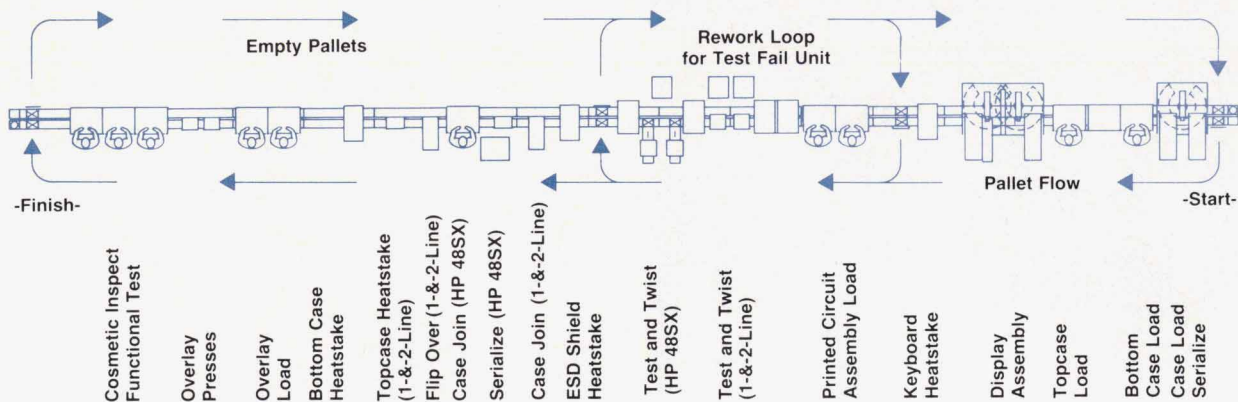 Empty Pallets
Rework Loop
for Test Fail Unit
-Finish-
Pallet Flow
-Start-
Cosmetic Inspect
Functional Test
Overlay
Presses
Overlay
Load
Bottom Case
Heatstake
Topcase Heatstake
(1-&-2-Line)
Flip Over (1-&-2-Line)
Case Join (HP 48SX)
Serialize (HP 48SX)
Case Join (1-&-2-Line)
ESD Shield
Heatstake
Test and Twist
(HP 48SX)
Test and Twist
(1-&-2-Line)
Printed Circuit
Assembly Load
Keyboard
Heatstake
Display
Assembly
Topcase
Load
Bottom
Case Load
Case Load
Serialize